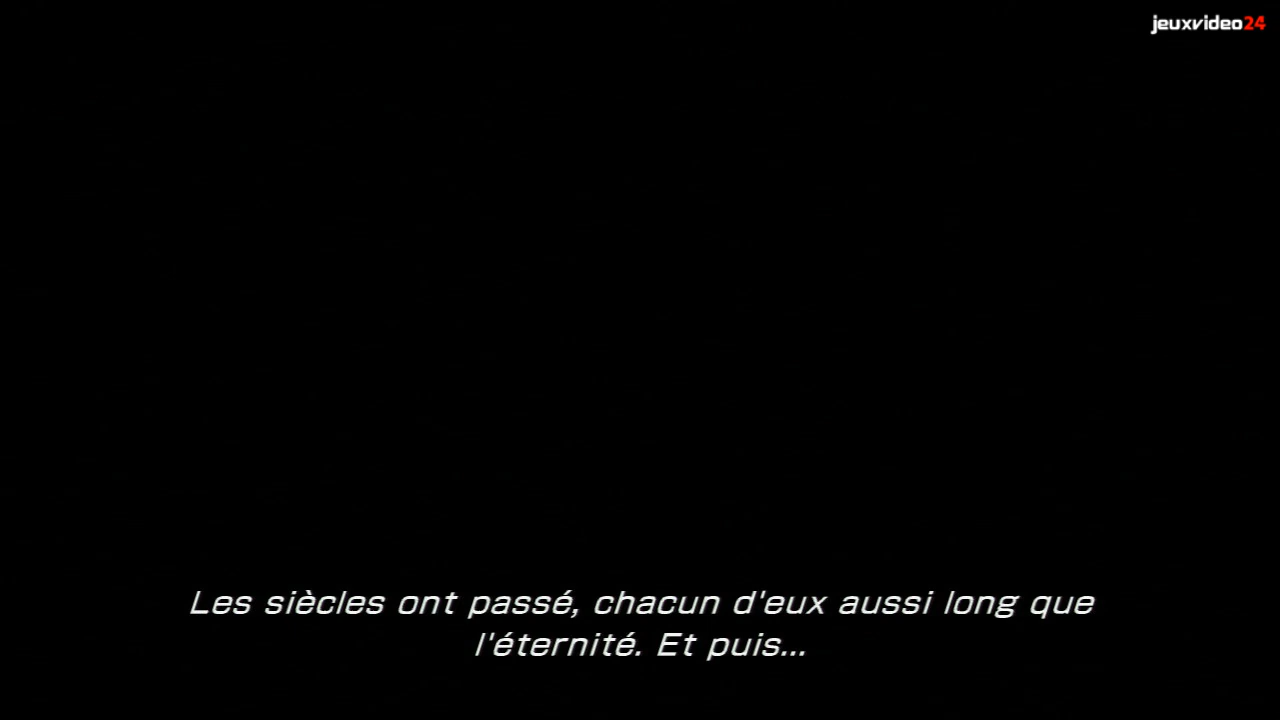 jeuxvideo24
Les siècles ont passé, chacun d'eux aussi long que
l'éternité. Et puis...